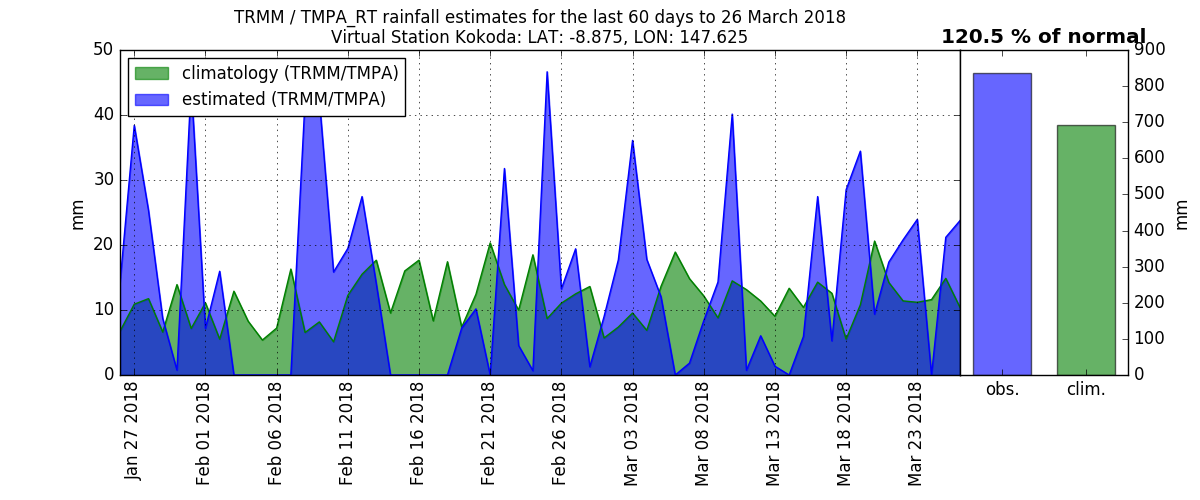 TRMM / TMPA_RT rainfall estimates for the last 60 days to 26 March 2018
Virtual Station Kokoda: LAT: -8.875, LON: 147.625
120.5 % of normal
climatology (TRMM/TMPA)
estimated (TRMM/TMPA)
50
40
30
20
10
0
mm
900
800
700
600
500
400
300
200
100
0
mm
obs.
clim.
Jan 27 2018
Feb 01 2018
Feb 06 2018
Feb 11 2018
Feb 16 2018
Feb 21 2018
Feb 26 2018
Mar 03 2018
Mar 08 2018
Mar 13 2018
Mar 18 2018
Mar 23 2018